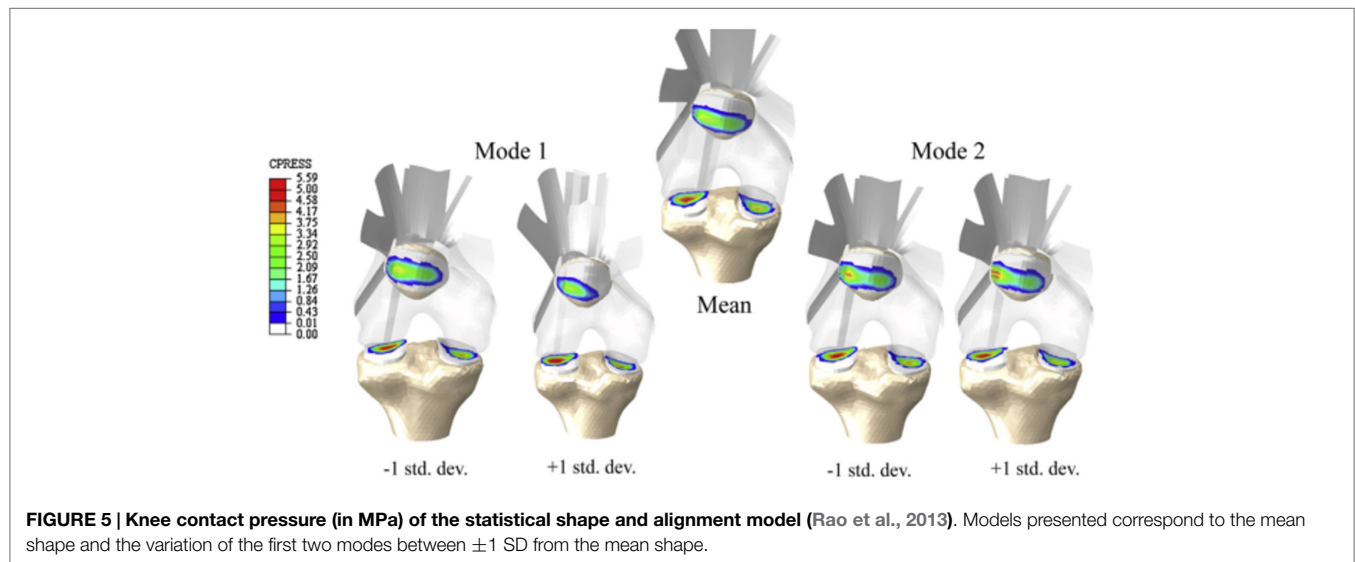 Mode 1
Mode 2
CPRESS
5.59
5.00
4.58
4.17
3.75
3.34
2.92
2.50
2.09
1.67
1.26
0.84
0.43
0.01
0.00
Mean
-1 std. dev.
+1 std. dev.
-1 std. dev.
+1 std. dev.
FIGURE 5 | Knee contact pressure (in MPa) of the statistical shape and alignment model (Rao et al., 2013). Models presented correspond to the mean
shape and the variation of the first two modes between ±1 SD from the mean shape.